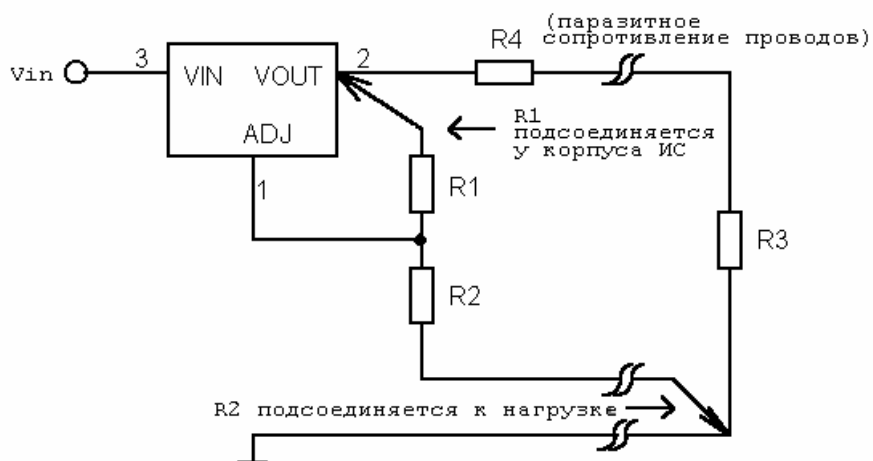 (паразитное
сопротивление проводов)
R4
Vin
3
VIN VOUT
2
ADJ
1
R1
подсоединяется
у корпуса ИС
R1
R2
R3
R2 подсоединяется к нагрузке